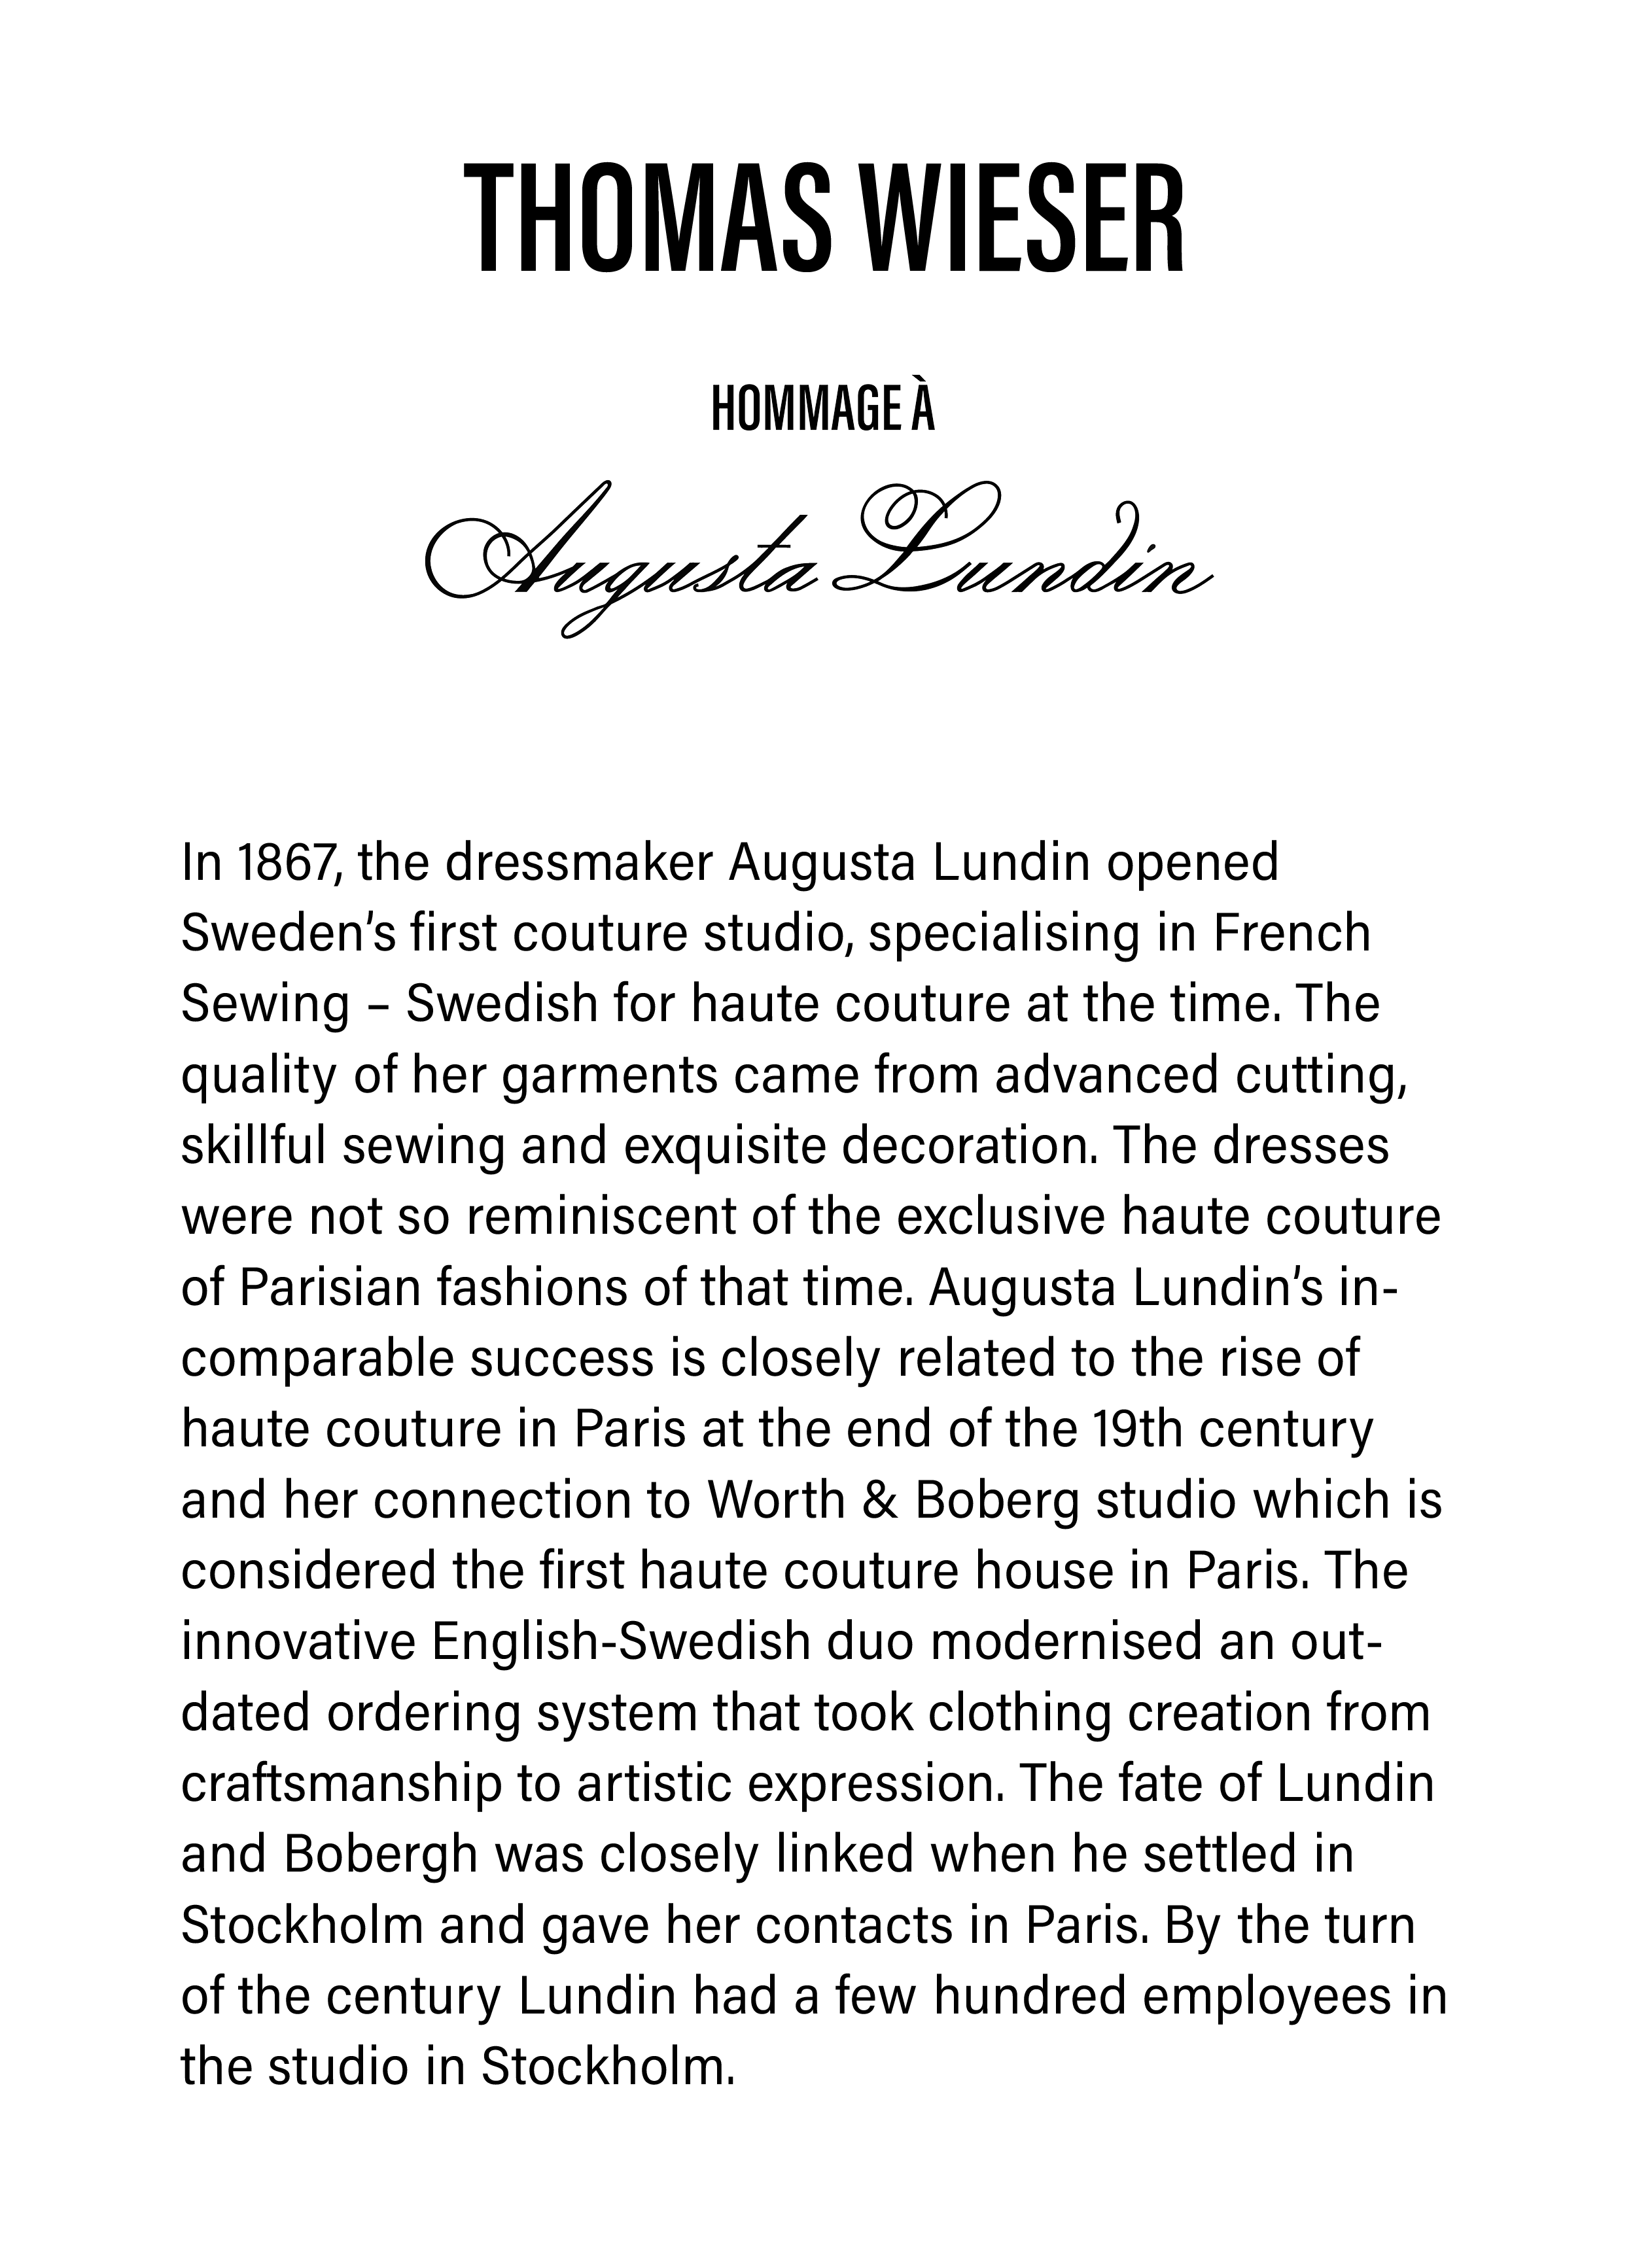 THOMAS WIESER
HOMMAGE À
Augusta Lundin
In 1867, the dressmaker Augusta Lundin opened
Sweden’s first couture studio, specialising in French
Sewing – Swedish for haute couture at the time. The
quality of her garments came from advanced cutting,
skillful sewing and exquisite decoration. The dresses
were not so reminiscent of the exclusive haute couture
of Parisian fashions of that time. Augusta Lundin’s in-
comparable success is closely related to the rise of
haute couture in Paris at the end of the 19th century
and her connection to Worth & Boberg studio which is
considered the first haute couture house in Paris. The
innovative English-Swedish duo modernised an out-
dated ordering system that took clothing creation from
craftsmanship to artistic expression. The fate of Lundin
and Bobergh was closely linked when he settled in
Stockholm and gave her contacts in Paris. By the turn
of the century Lundin had a few hundred employees in
the studio in Stockholm.